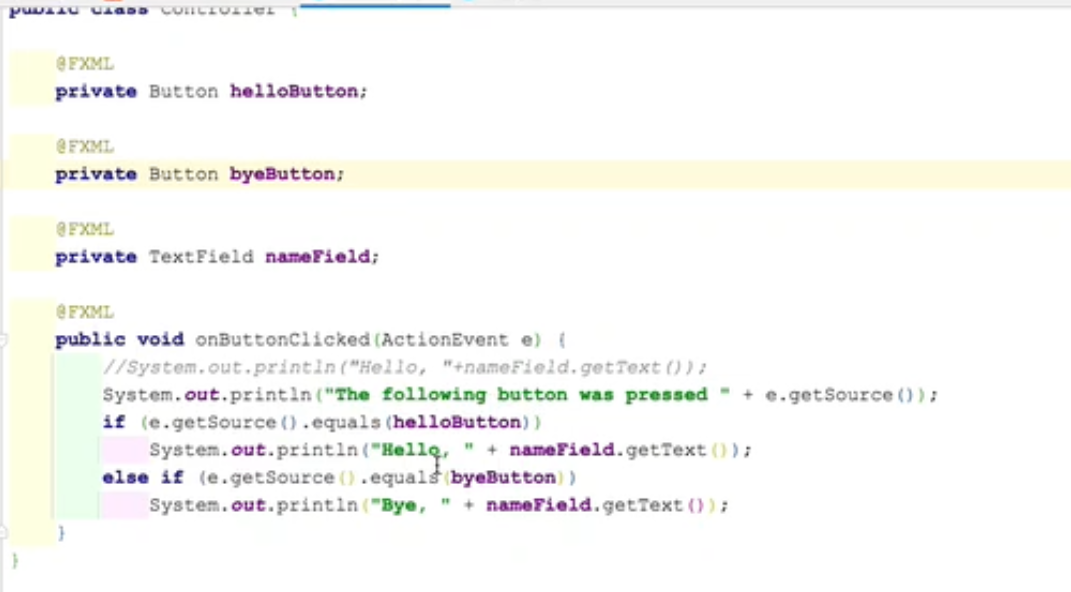 public class Controller {
@FXML
private Button helloButton;
@FXML
private Button byeButton;
@FXML
private TextField nameField;
@FXML
public void onButtonClicked(ActionEvent e) {
//System.out.println("Hello, "+nameField.getText());
System.out.println("The following button was pressed " + e.getSource());
if (e.getSource().equals(helloButton))
System.out.println("Hello, " + nameField.getText());
else if (e.getSource().equals(byeButton))
System.out.println("Bye, " + nameField.getText());
}
}